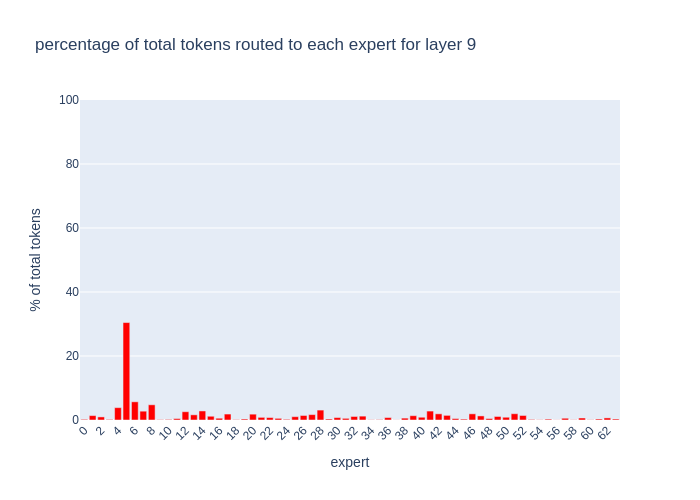 percentage of total tokens routed to each expert for layer 9
100
80
60
40
20
0
% of total tokens
0 2 4 6 8 10 12 14 16 18 20 22 24 26 28 30 32 34 36 38 40 42 44 46 48 50 52 54 56 58 60 62
expert